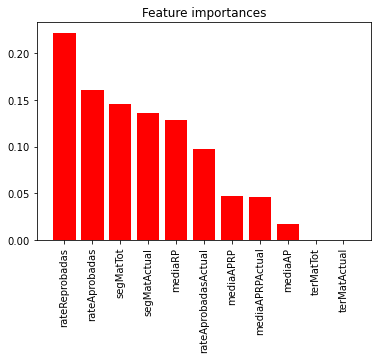 Feature importances
0.20
0.15
0.10
0.05
0.00
rateReprobadas
rateAprobadas
segMatTot
segMatActual
mediaRP
rateAprobadasActual
mediaAPRP
mediaAPRPActual
mediaAP
terMatTot
terMatActual